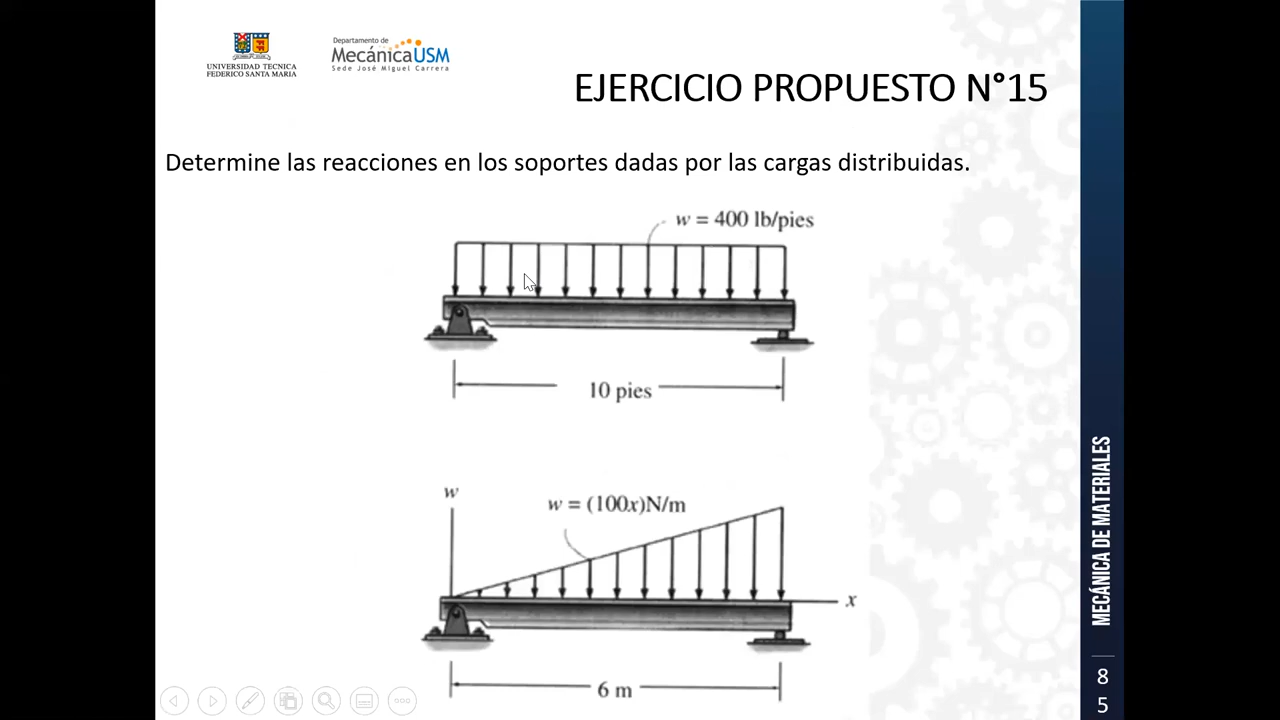 UNIVERSIDAD TECNICA
FEDERICO SANTA MARIA
Departamento de
MecánicaUSM
Sede José Miguel Carrera
EJERCICIO PROPUESTO N°15
Determine las reacciones en los soportes dadas por las cargas distribuidas.
w = 400 lb/pies
10 pies
w
w = (100x)N/m
x
6 m
MECÁNICA DE MATERIALES
8
5